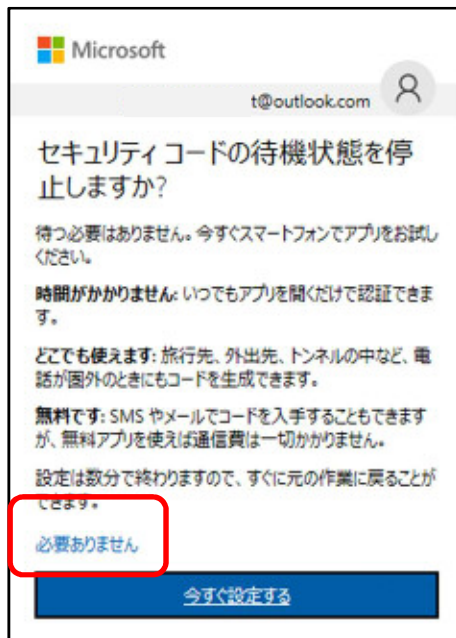 Microsoft
t@outlook.com
セキュリティ コードの待機状態を停
止しますか?
待つ必要はありません。今すぐスマートフォンでアプリをお試し
ください。
時間がかかりません: いつでもアプリを開くだけで認証できま
す。
どこでも使えます: 旅行先、外出先、トンネルの中など、電
話が圏外のときにもコードを生成できます。
無料です: SMS やメールでコードを入手することもできます
が、無料アプリを使えば通信費は一切かかりません。
設定は数分で終わりますので、すぐに元の作業に戻ることが
できます。
必要ありません
今すぐ設定する